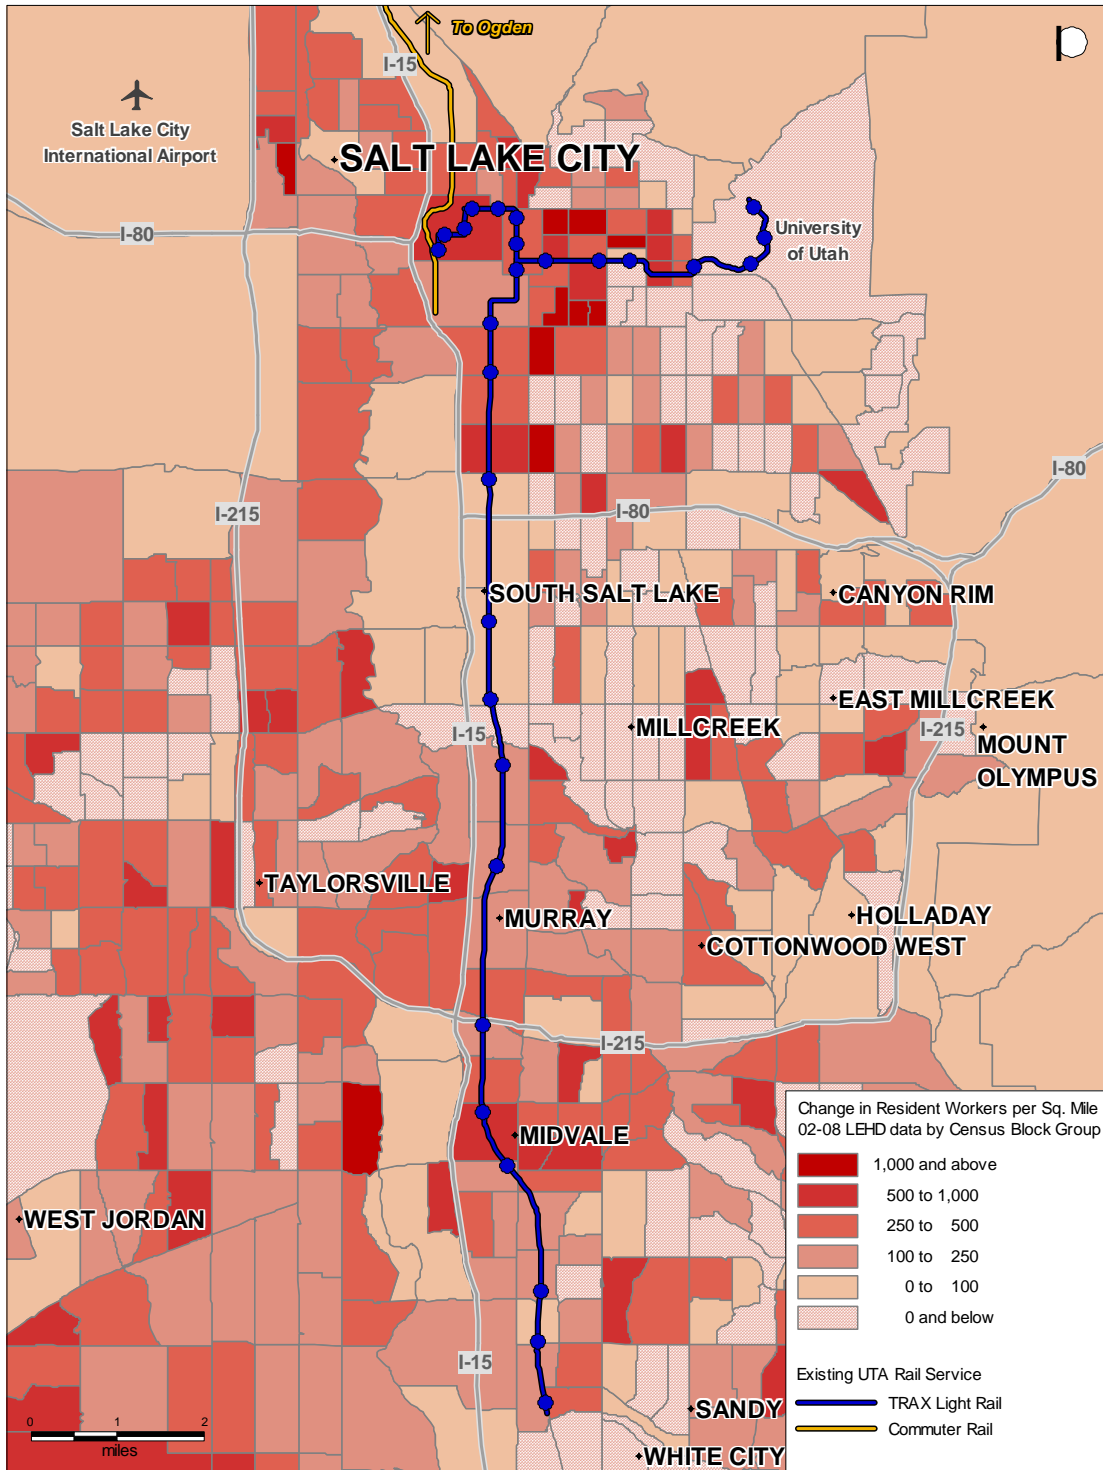 To Ogden
I-15
Salt Lake City
International Airport
SALT LAKE CITY
I-80
University
of Utah
I-80
I-215
I-80
SOUTH SALT LAKE
CANYON RIM
EAST MILLCREEK
MILLCREEK
I-15
I-215
MOUNT
OLYMPUS
TAYLORSVILLE
MURRAY
HOLLADAY
COTTONWOOD WEST
I-215
Change in Resident Workers per Sq. Mile
02-08 LEHD data by Census Block Group
MIDVALE
1,000 and above
500 to 1,000
WEST JORDAN
250 to 500
100 to 250
0 to 100
0 and below
I-15
Existing UTA Rail Service
TRAX Light Rail
SANDY
Commuter Rail
0 1 2
miles
WHITE CITY